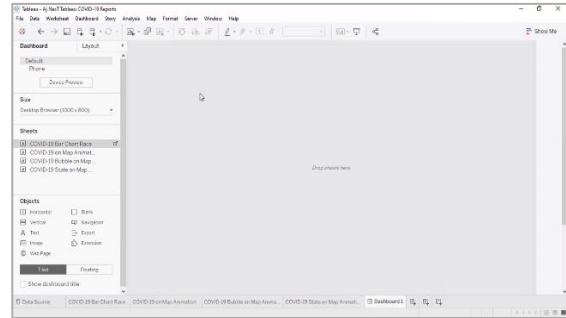 Tableau - Aj NesT Tableau COVID-19 Reports
File Data Worksheet Dashboard Story Analysis Map Format Server Window Help
Show Me
Dashboard Layout
Default
Phone
Device Preview
Size
Desktop Browser (1000 x 800)
Sheets
COVID-19 Bar Chart Race
COVID-19 on Map Animat...
COVID-19 Bubble on Map ...
COVID-19 State on Map ...
Drop sheets here
Objects
Horizontal Blank
Vertical Navigation
A Text Export
Image Extension
Web Page
Tiled Floating
Show dashboard title
Data Source COVID-19 Bar Chart Race COVID-19 on Map Animation COVID-19 Bubble on Map Anima... COVID-19 State on Map Animati... Dashboard 1